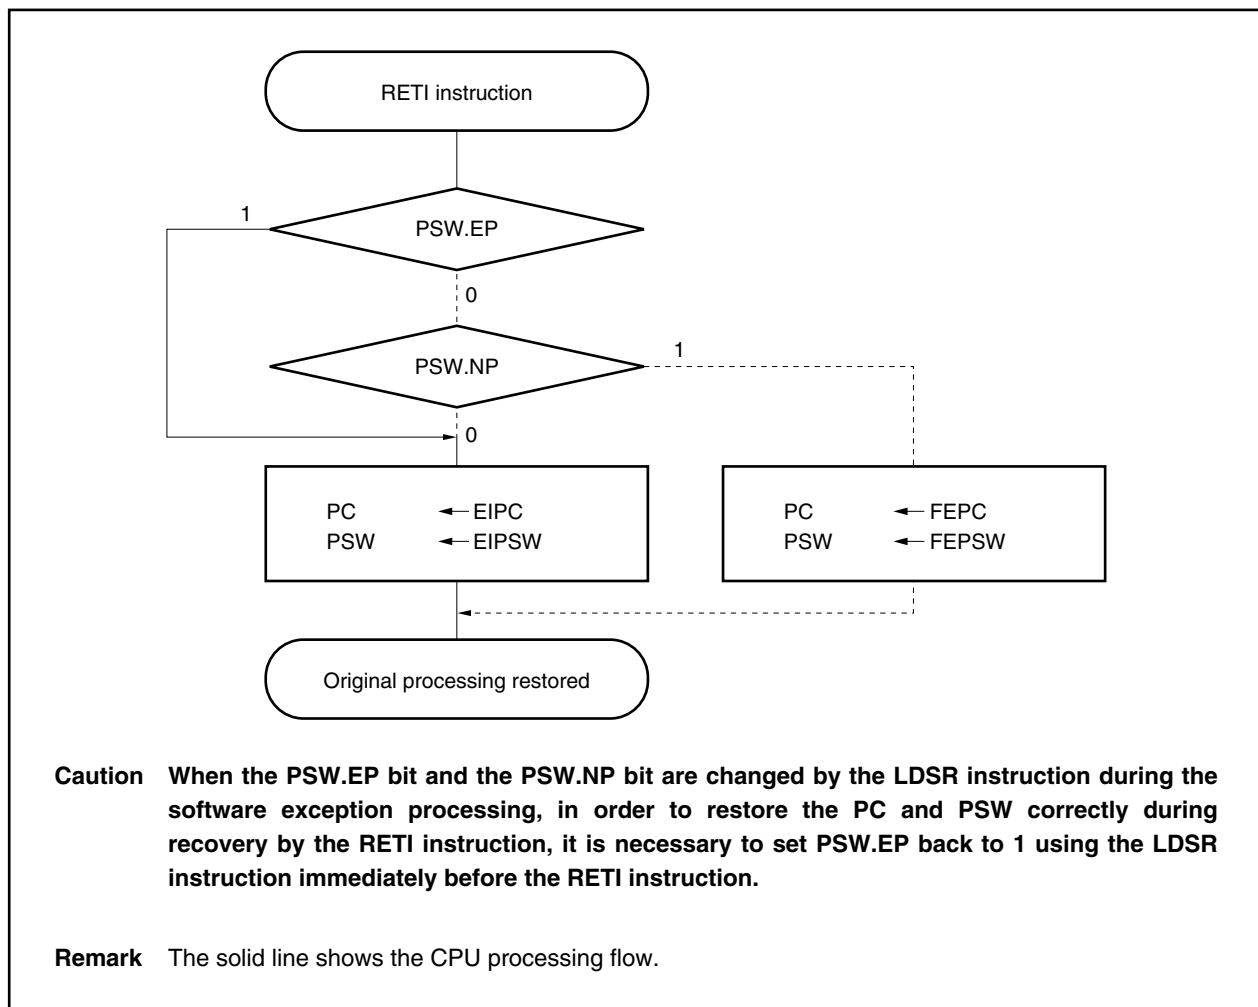 RETI instruction
1
PSW.EP
0
1
PSW.NP
0
PC ← EIPC
PSW ← EIPSW
PC ← FEPC
PSW ← FEPSW
Original processing restored
Caution When the PSW.EP bit and the PSW.NP bit are changed by the LDSR instruction during the
software exception processing, in order to restore the PC and PSW correctly during
recovery by the RETI instruction, it is necessary to set PSW.EP back to 1 using the LDSR
instruction immediately before the RETI instruction.
Remark The solid line shows the CPU processing flow.